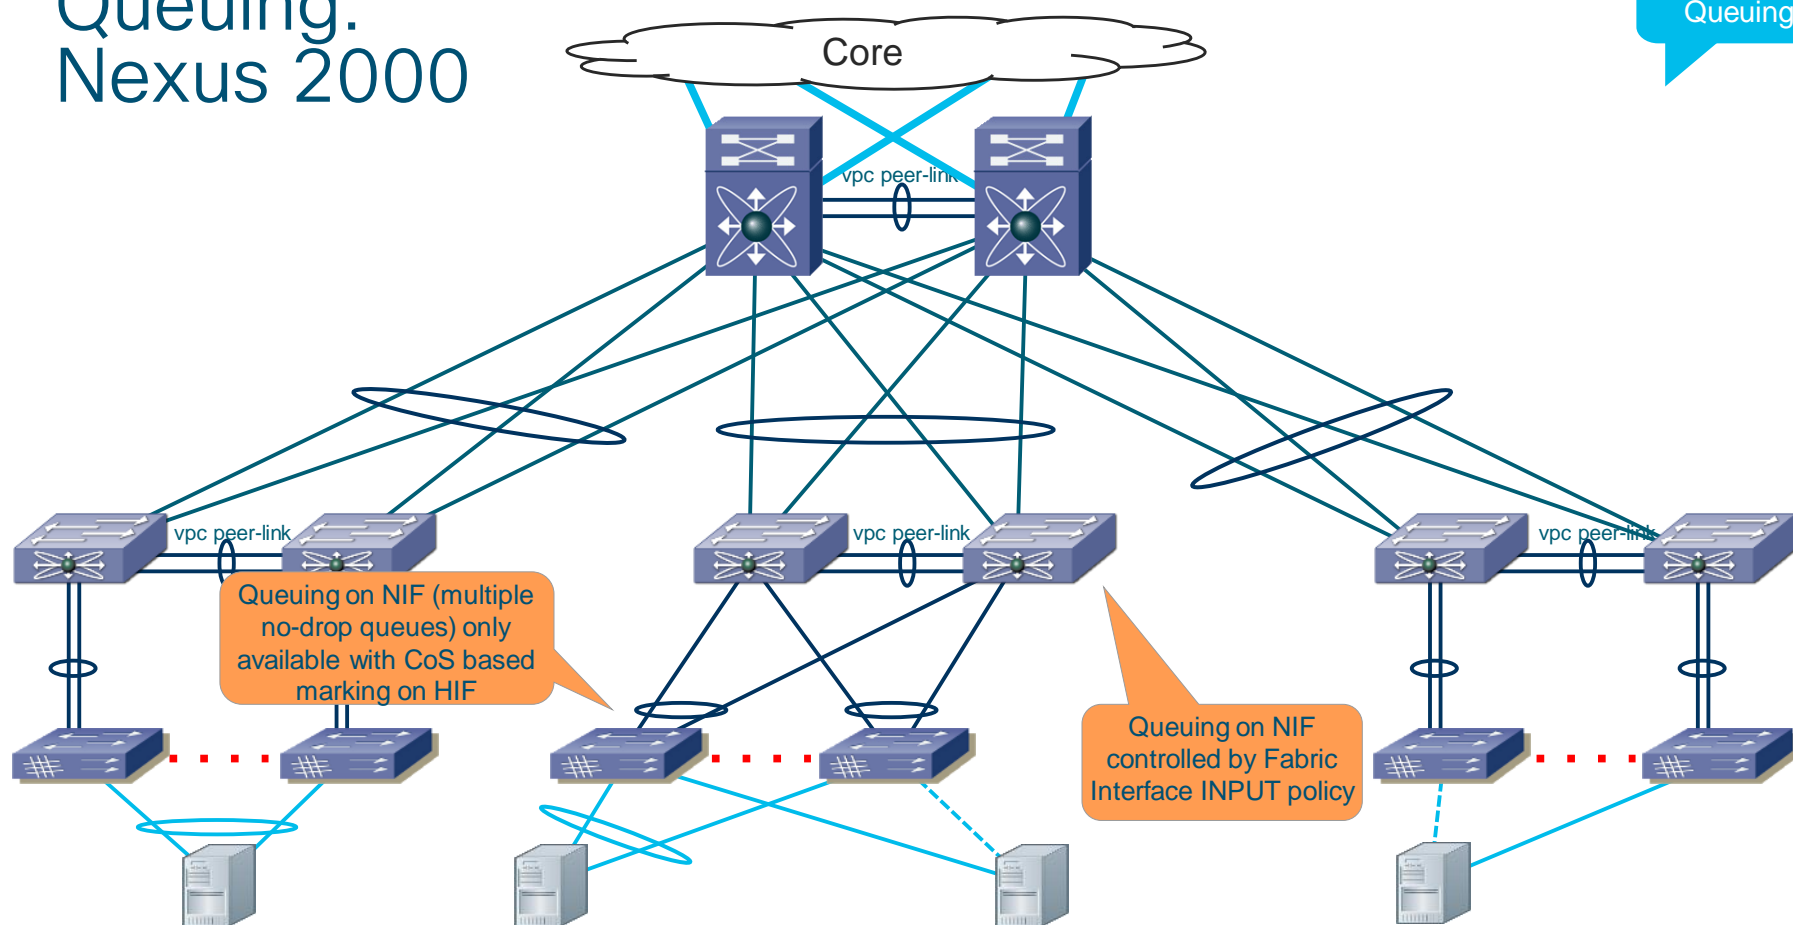 Queuing:
Nexus 2000
Queuing
Core
vpc peer-link
vpc peer-link
vpc peer-link
vpc peer-link
Queuing on NIF (multiple
no-drop queues) only
available with CoS based
marking on HIF
Queuing on NIF
controlled by Fabric
Interface INPUT policy